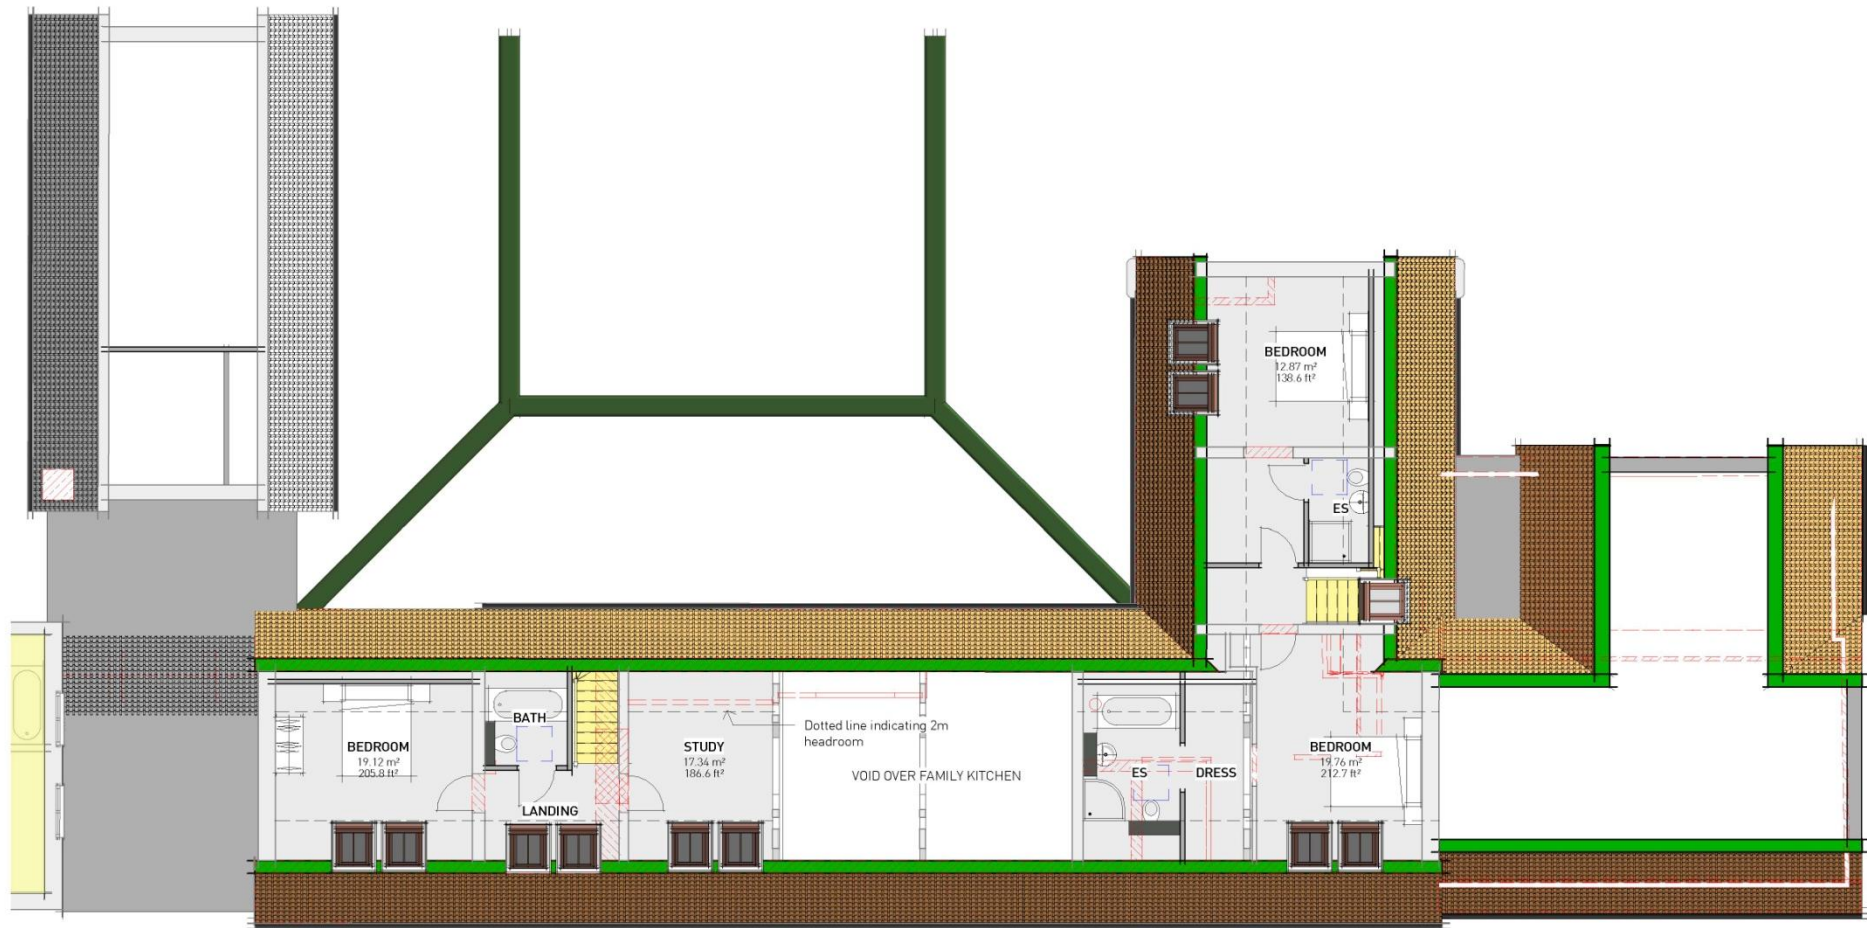 BEDROOM
12.87 m²
138.6 ft²
ES
BEDROOM
19.12 m²
205.8 ft²
BATH
LANDING
STUDY
17.34 m²
186.6 ft²
Dotted line indicating 2m
headroom
VOID OVER FAMILY KITCHEN
ES
DRESS
BEDROOM
19.76 m²
212.7 ft²